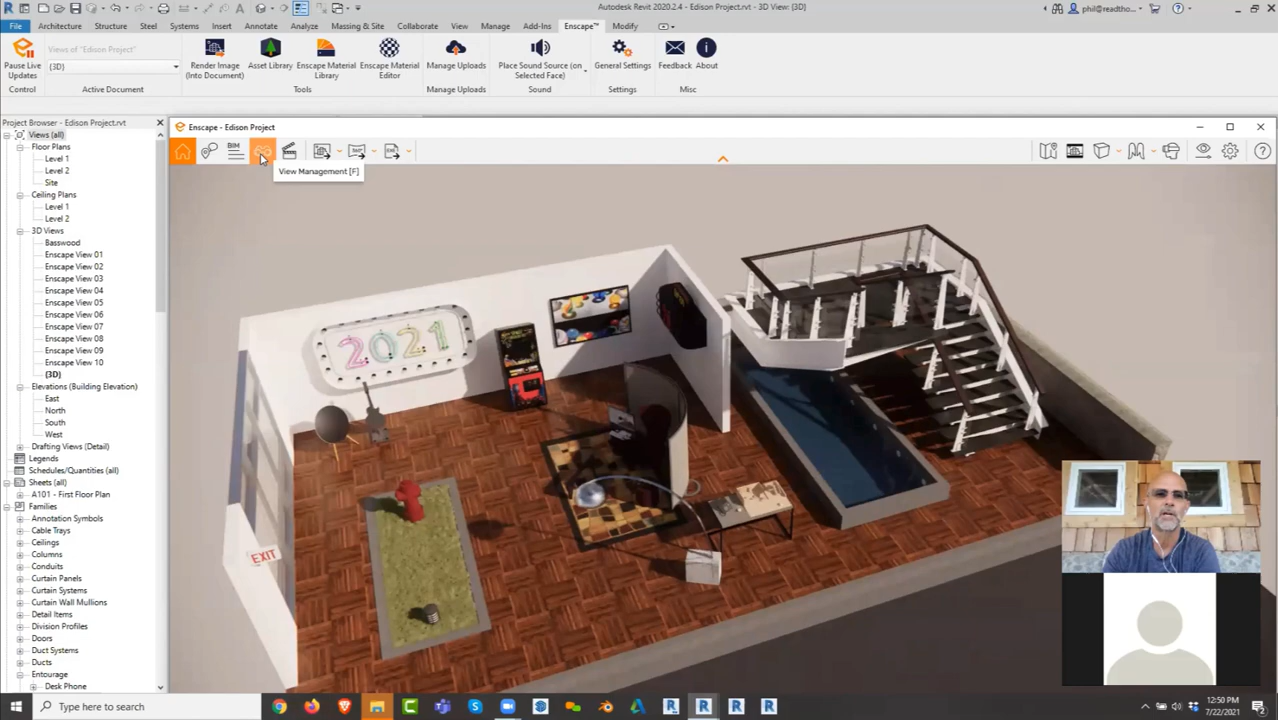 Autodesk Revit 2020.2.4 - Edison Project.rvt - 3D View: {3D}
phil@readtho...
File Architecture Structure Steel Systems Insert Annotate Analyze Massing & Site Collaborate View Manage Add-Ins Enscape™ Modify
Pause Live Updates
Views of "Edison Project"
{3D}
Render Image (Into Document)
Asset Library
Enscape Material Library
Enscape Material Editor
Manage Uploads
Place Sound Source (on Selected Face)
General Settings
Feedback
About
Control Active Document Tools Manage Uploads Sound Settings Misc
Project Browser - Edison Project.rvt
Views (all)
Floor Plans
Level 1
Level 2
Site
Ceiling Plans
Level 1
Level 2
3D Views
Basswood
Enscape View 01
Enscape View 02
Enscape View 03
Enscape View 04
Enscape View 05
Enscape View 06
Enscape View 07
Enscape View 08
Enscape View 09
Enscape View 10
{3D}
Elevations (Building Elevation)
East
North
South
West
Drafting Views (Detail)
Legends
Schedules/Quantities (all)
Sheets (all)
A101 - First Floor Plan
Families
Annotation Symbols
Cable Trays
Ceilings
Columns
Conduits
Curtain Panels
Curtain Systems
Curtain Wall Mullions
Detail Items
Division Profiles
Doors
Duct Systems
Ducts
Entourage
Desk Phone
Enscape - Edison Project
BIM
View Management [F]
2021
EXIT
Type here to search
12:50 PM
7/22/2021